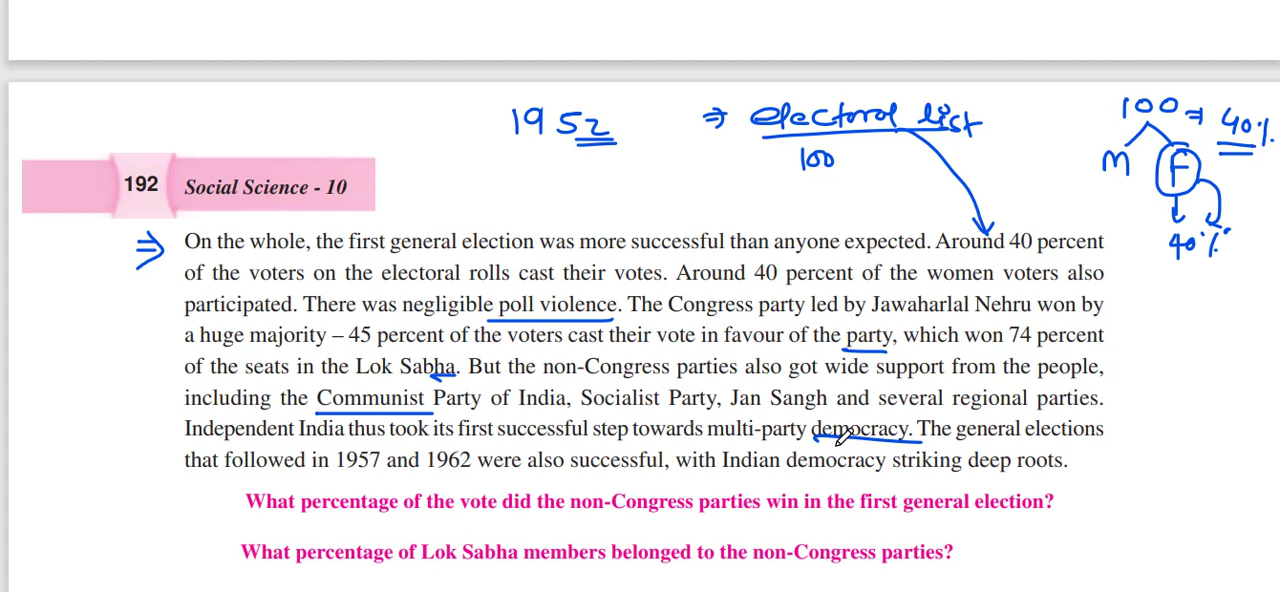 1952 ⇒ electoral list
100 ⇒ 40%
100
M F
40%
192 Social Science - 10
⇒ On the whole, the first general election was more successful than anyone expected. Around 40 percent
of the voters on the electoral rolls cast their votes. Around 40 percent of the women voters also
participated. There was negligible poll violence. The Congress party led by Jawaharlal Nehru won by
a huge majority – 45 percent of the voters cast their vote in favour of the party, which won 74 percent
of the seats in the Lok Sabha. But the non-Congress parties also got wide support from the people,
including the Communist Party of India, Socialist Party, Jan Sangh and several regional parties.
Independent India thus took its first successful step towards multi-party democracy. The general elections
that followed in 1957 and 1962 were also successful, with Indian democracy striking deep roots.
What percentage of the vote did the non-Congress parties win in the first general election?
What percentage of Lok Sabha members belonged to the non-Congress parties?